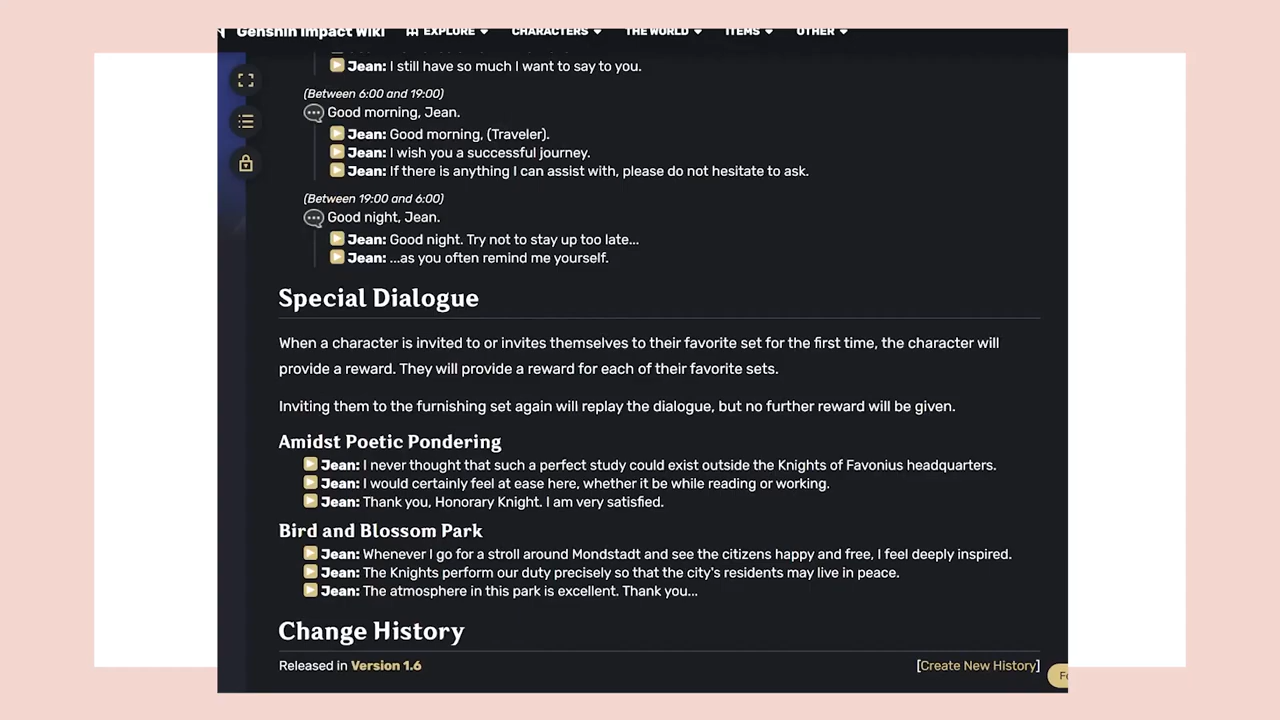 Genshin Impact Wiki EXPLORE CHARACTERS THE WORLD ITEMS OTHER
Jean: I still have so much I want to say to you.
(Between 6:00 and 19:00)
Good morning, Jean.
Jean: Good morning, (Traveler).
Jean: I wish you a successful journey.
Jean: If there is anything I can assist with, please do not hesitate to ask.
(Between 19:00 and 6:00)
Good night, Jean.
Jean: Good night. Try not to stay up too late...
Jean: ...as you often remind me yourself.
Special Dialogue
When a character is invited to or invites themselves to their favorite set for the first time, the character will
provide a reward. They will provide a reward for each of their favorite sets.
Inviting them to the furnishing set again will replay the dialogue, but no further reward will be given.
Amidst Poetic Pondering
Jean: I never thought that such a perfect study could exist outside the Knights of Favonius headquarters.
Jean: I would certainly feel at ease here, whether it be while reading or working.
Jean: Thank you, Honorary Knight. I am very satisfied.
Bird and Blossom Park
Jean: Whenever I go for a stroll around Mondstadt and see the citizens happy and free, I feel deeply inspired.
Jean: The Knights perform our duty precisely so that the city's residents may live in peace.
Jean: The atmosphere in this park is excellent. Thank you...
Change History
Released in Version 1.6 [Create New History]